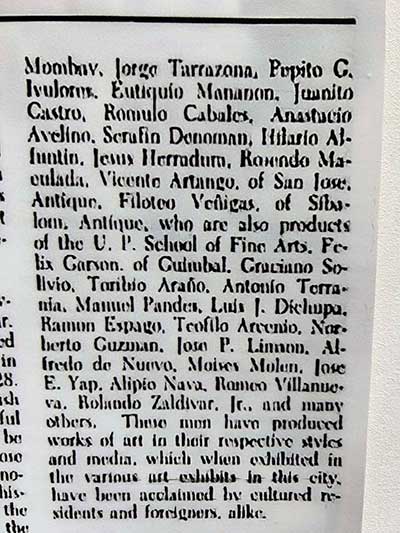 Mombay, Jorge Tarrazona, Pepito G.
Ivulores, Eutiquio Mananon, Juanito
Castro, Romulo Cabales, Anastacio
Avelino, Serafin Donoman, Hilario Al-
funtin, Jesus Herradura, Rosendo Ma-
culada, Vicente Artango, of San Jose,
Antique, Filoteo Veñigas, of Siba-
lom, Antique, who are also products
of the U. P. School of Fine Arts, Fe-
lix Garson, of Guimbal, Graciano So-
livio, Toribio Araño, Antonio Terra-
nia, Manuel Pandes, Luis J. Dichupa,
Ramon Espago, Teofilo Arcenio, Nor-
berto Guzman, Jose P. Linnon, Al-
fredo de Nuevo, Moises Molen, Jose
E. Yap, Alipio Nava, Romeo Villanue-
va, Rolando Zaldivar, Jr., and many
others. These men have produced
works of art in their respective styles
and media, which when exhibited in
the various art exhibits in this city,
have been acclaimed by cultured re-
sidents and foreigners, alike.